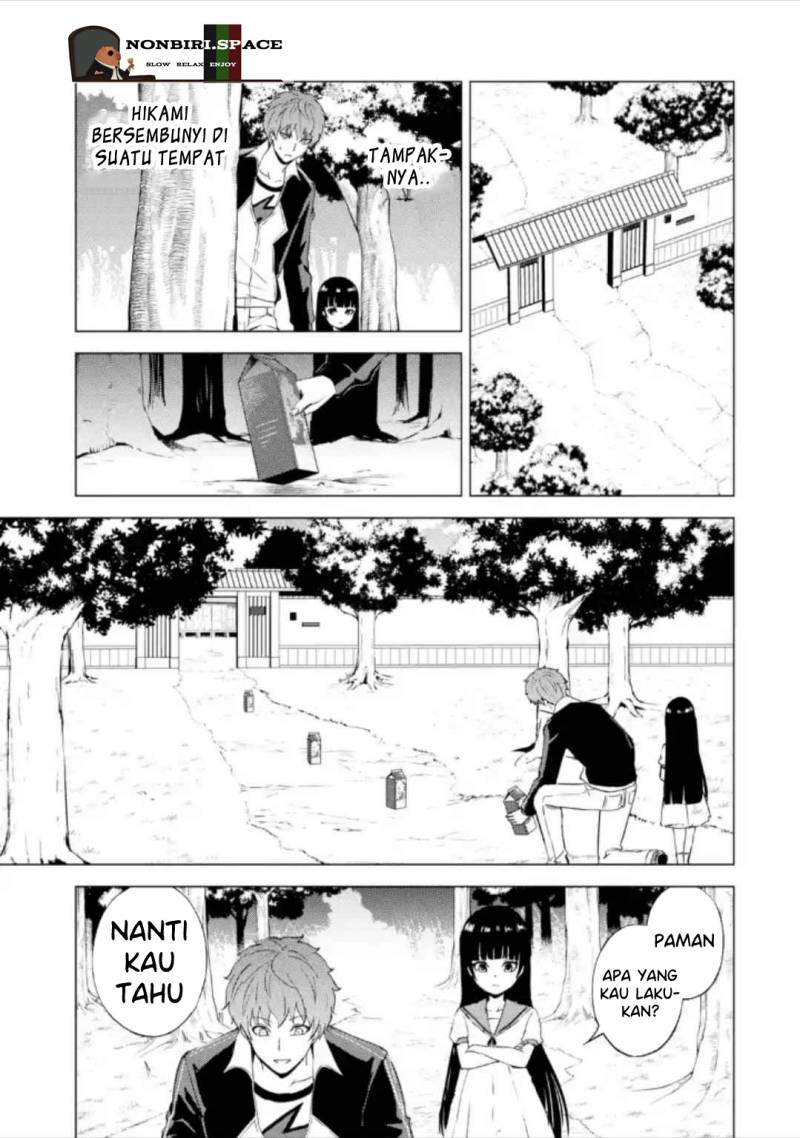 NONBIRI.SPACE
SLOW RELAX ENJOY
TAMPAK-
NYA..
HIKAMI
BERSEMBUNYI DI
SUATU TEMPAT
PAMAN
APA YANG
KAU LAKU-
KAN?
NANTI
KAU
TAHU